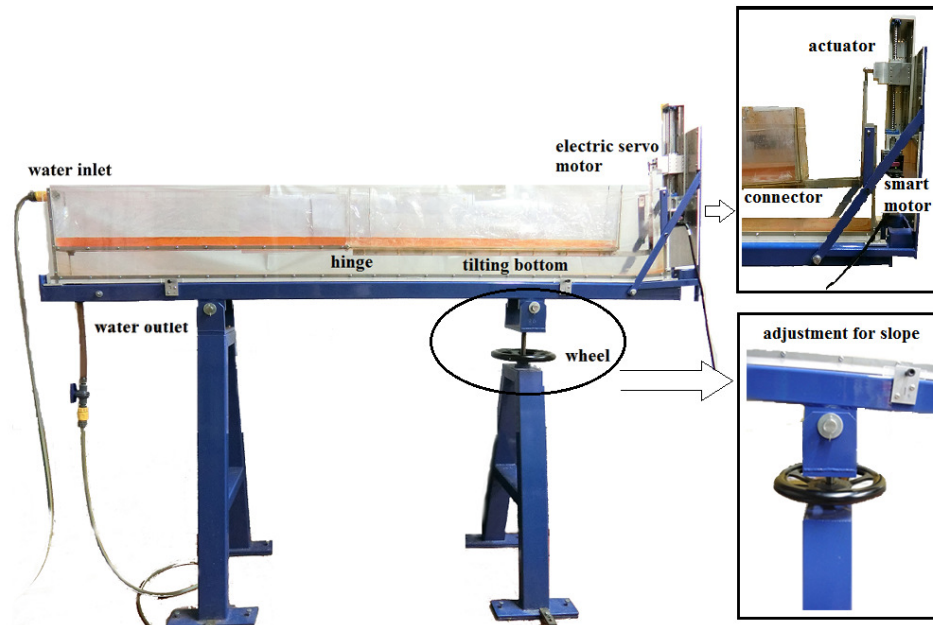 actuator
electric servo
motor
water inlet
smart
motor
connector
hinge
tilting bottom
water outlet
adjustment for slope
wheel